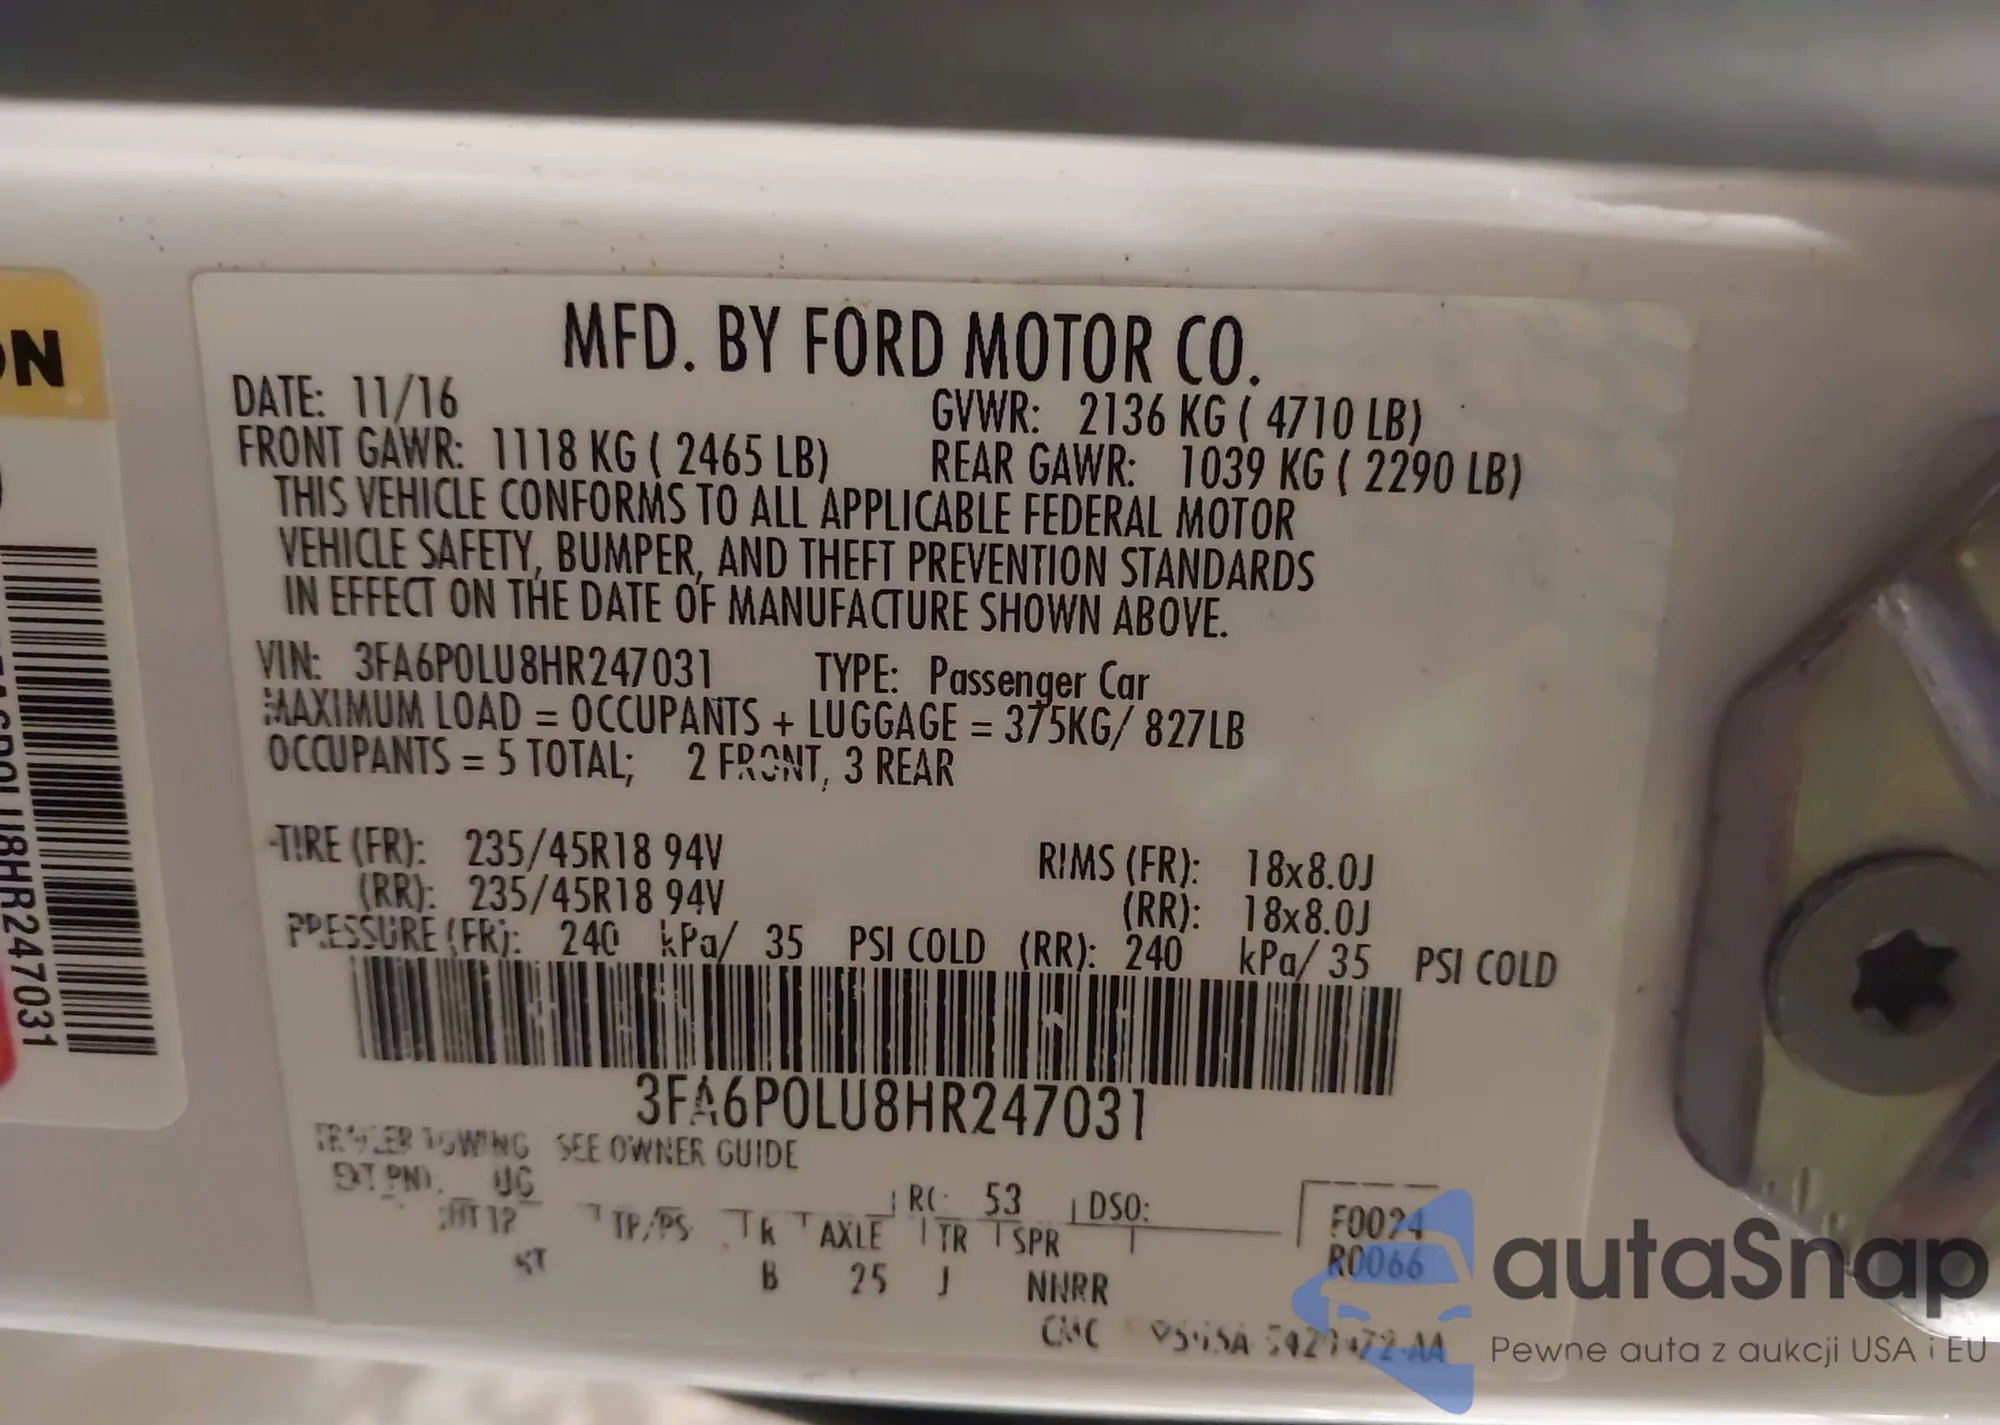 ON
3FA6P0LU8HR247031
MFD. BY FORD MOTOR CO.
DATE: 11/16 GVWR: 2136 KG ( 4710 LB)
FRONT GAWR: 1118 KG ( 2465 LB) REAR GAWR: 1039 KG ( 2290 LB)
THIS VEHICLE CONFORMS TO ALL APPLICABLE FEDERAL MOTOR
VEHICLE SAFETY, BUMPER, AND THEFT PREVENTION STANDARDS
IN EFFECT ON THE DATE OF MANUFACTURE SHOWN ABOVE.
VIN: 3FA6P0LU8HR247031 TYPE: Passenger Car
MAXIMUM LOAD = OCCUPANTS + LUGGAGE = 375KG/ 827LB
OCCUPANTS = 5 TOTAL; 2 FRONT, 3 REAR
TIRE (FR): 235/45R18 94V RIMS (FR): 18x8.0J
(RR): 235/45R18 94V (RR): 18x8.0J
PRESSURE (FR): 240 kPa/ 35 PSI COLD (RR): 240 kPa/ 35 PSI COLD
3FA6P0LU8HR247031
TRAILER TOWING SEE OWNER GUIDE
EXT PNT: UG
RC: 53 DSO:
TP/PS R AXLE TR SPR
B 25 J NNRR
F0024
R0066
autaSnap
Pewne auta z aukcji USA i EU